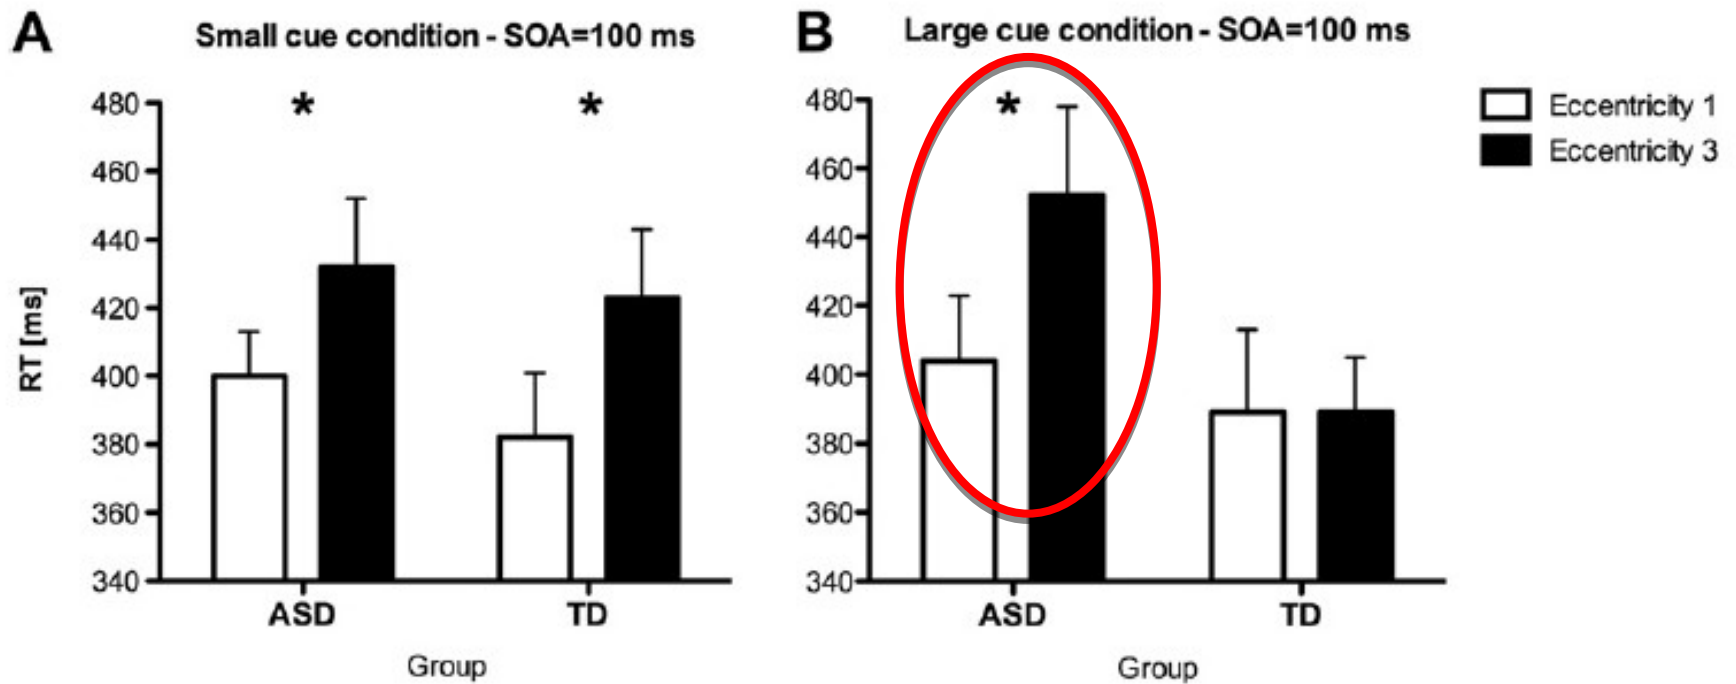 A
Small cue condition - SOA=100 ms
*
*
480
460
440
420
400
380
360
340
RT [ms]
ASD
TD
Group
B
Large cue condition - SOA=100 ms
*
480
460
440
420
400
380
360
340
ASD
TD
Group
Eccentricity 1
Eccentricity 3